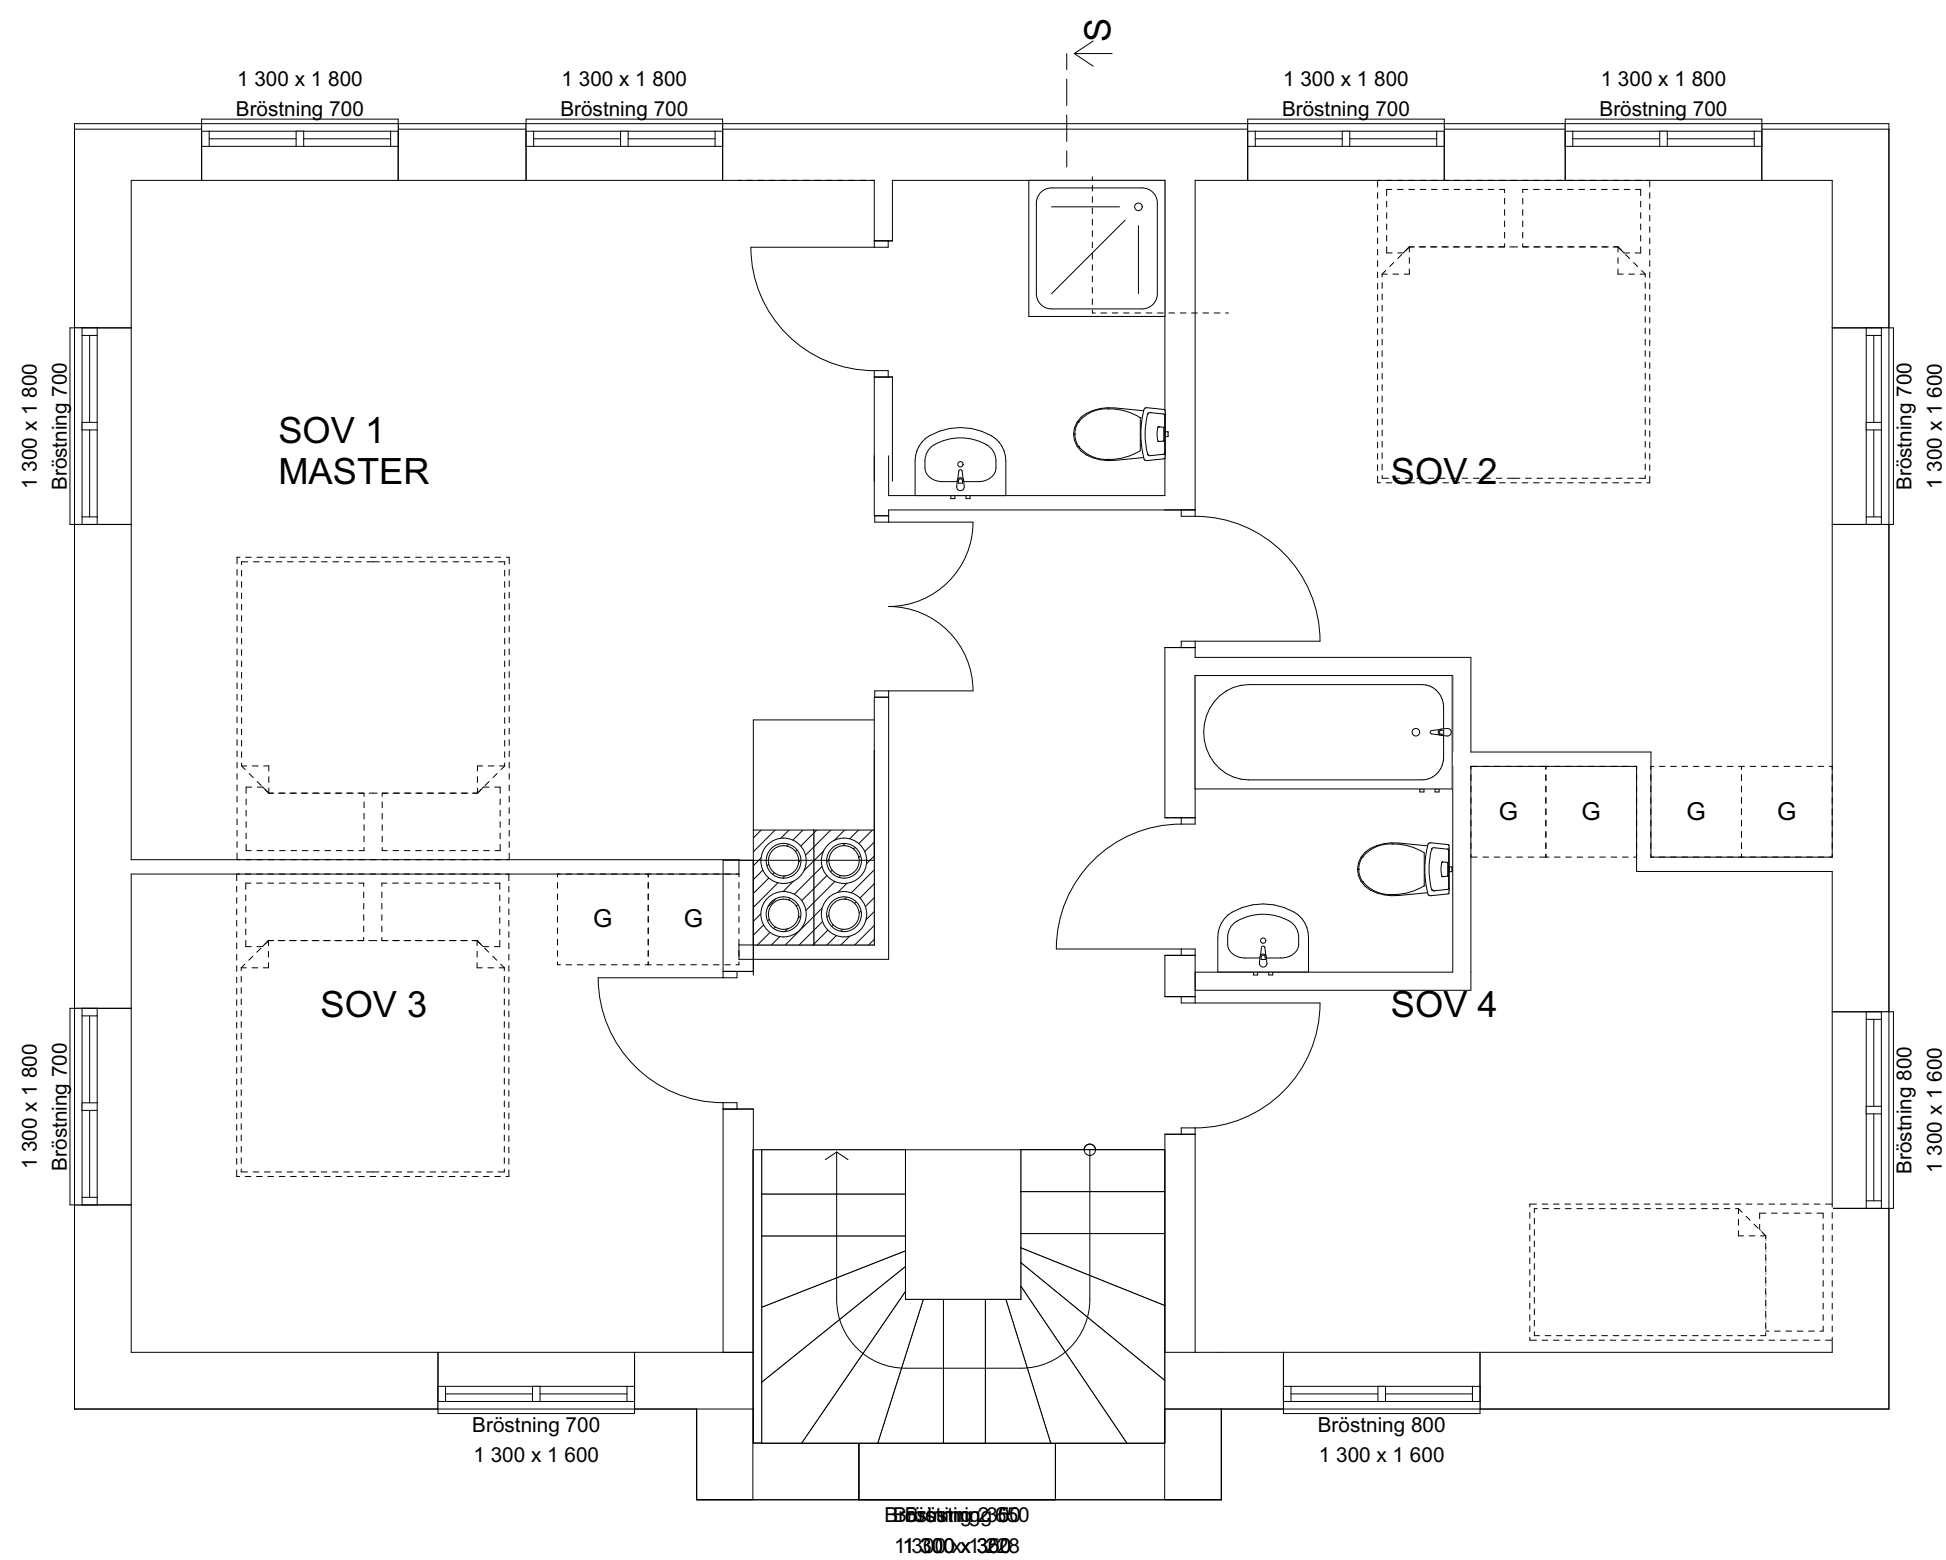 S
1 300 x 1 800
Bröstning 700
1 300 x 1 800
Bröstning 700
1 300 x 1 800
Bröstning 700
1 300 x 1 800
Bröstning 700
1 300 x 1 800
Bröstning 700
SOV 1
MASTER
SOV 2
Bröstning 700
1 300 x 1 600
G
G
G
G
G
G
SOV 3
SOV 4
1 300 x 1 800
Bröstning 700
Bröstning 800
1 300 x 1 600
Bröstning 700
1 300 x 1 600
Bröstning 800
1 300 x 1 600